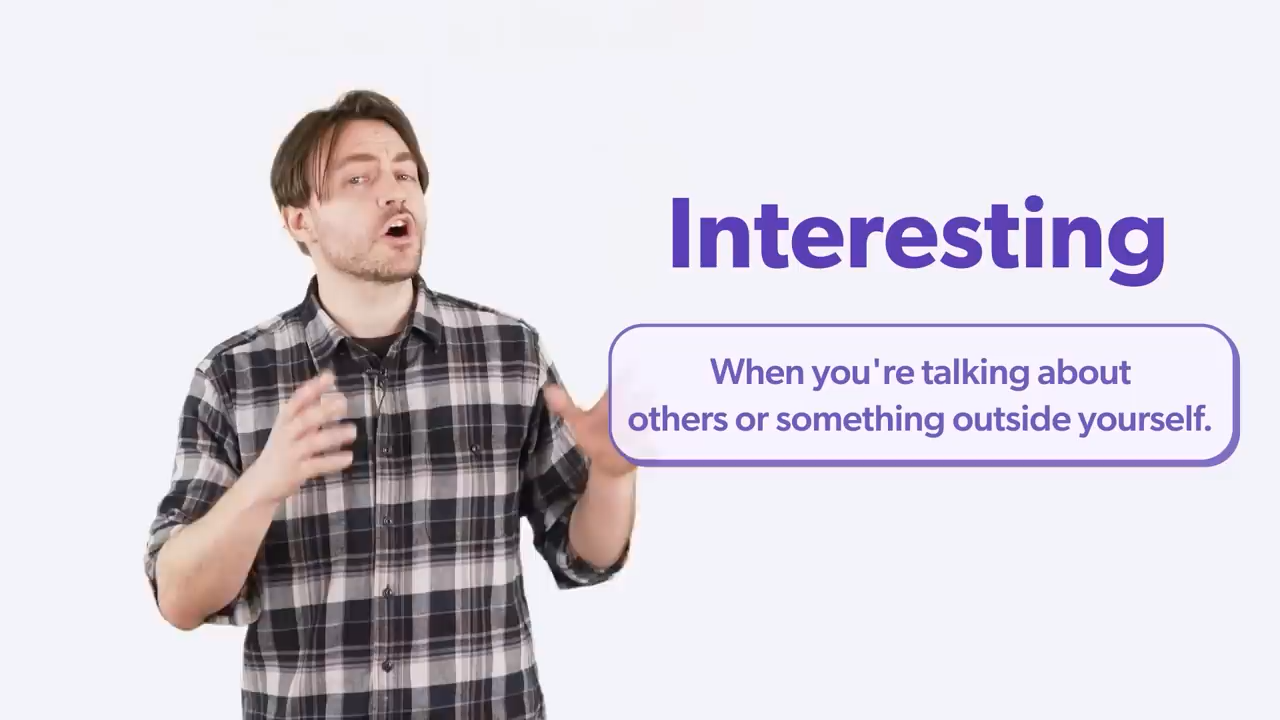 Interesting
When you're talking about
others or something outside yourself.